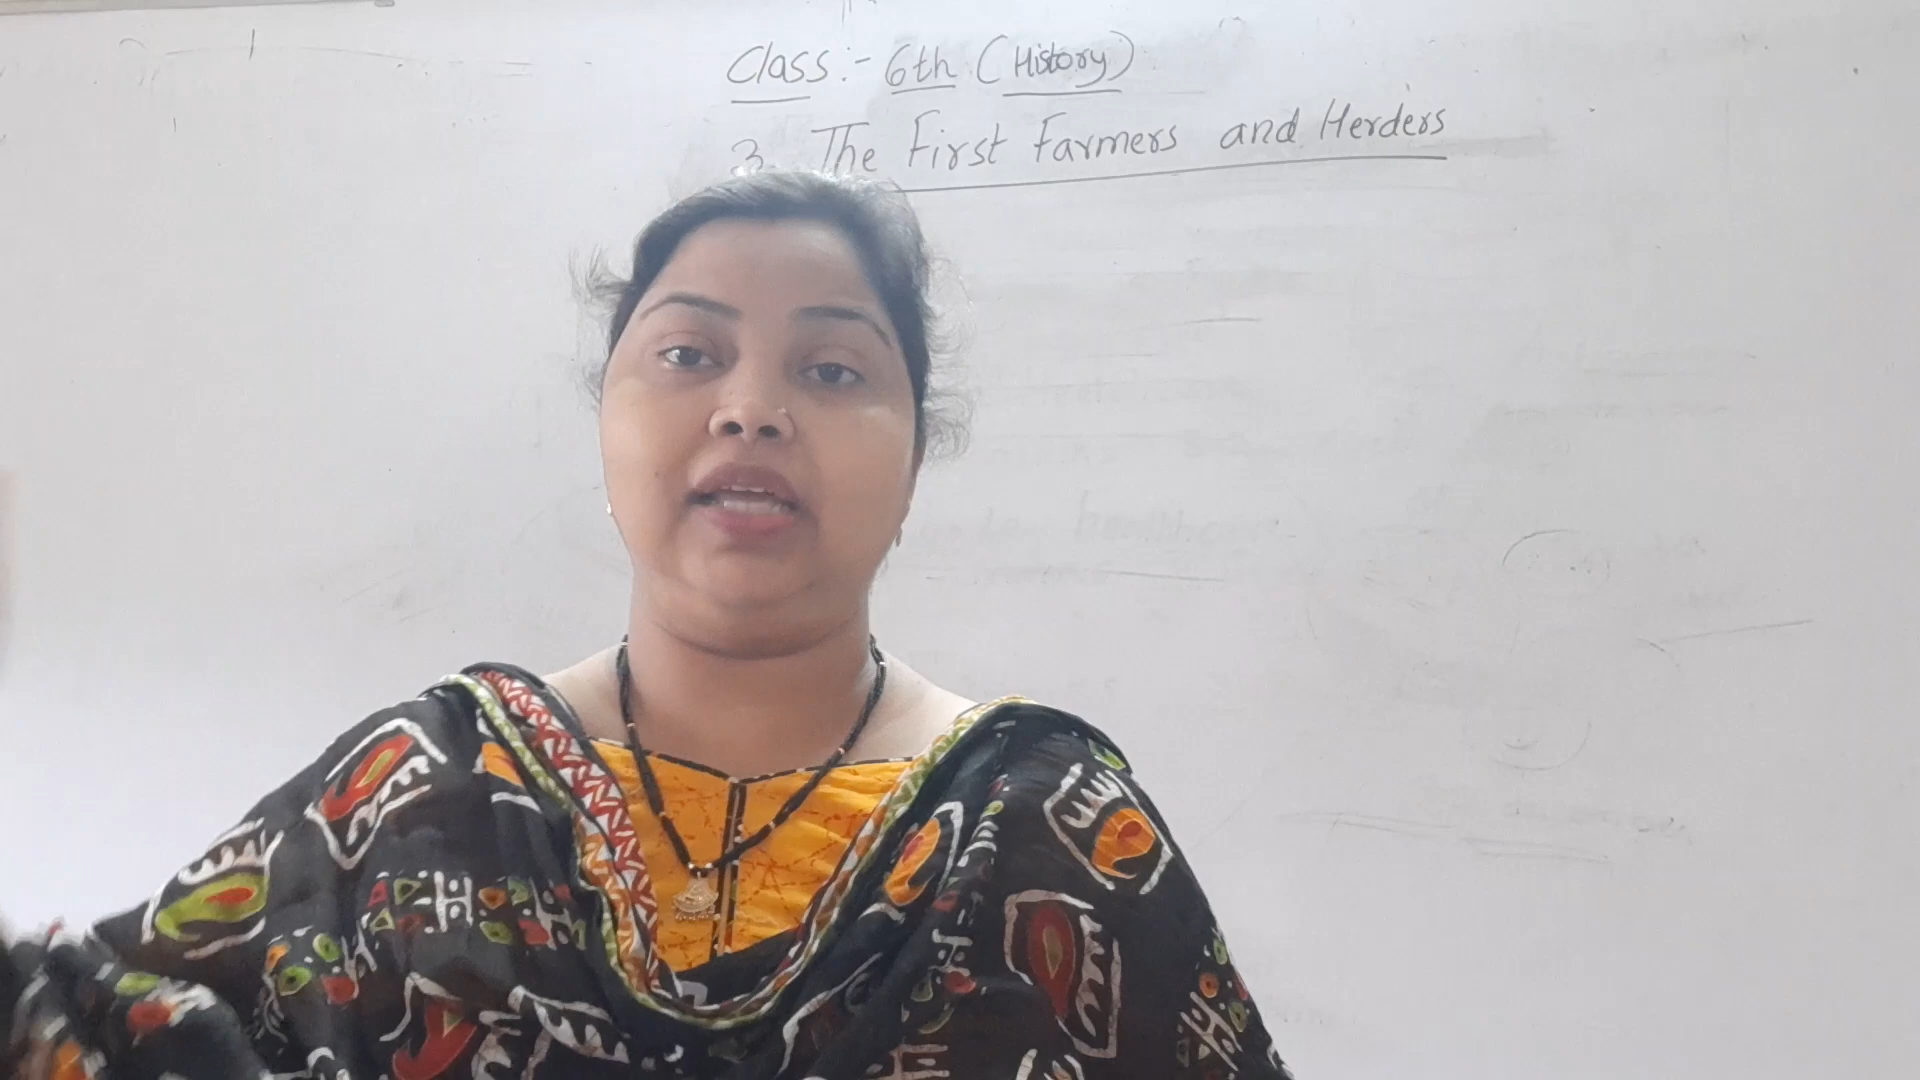 Class:- 6th (History)
3. The First Farmers and Herders